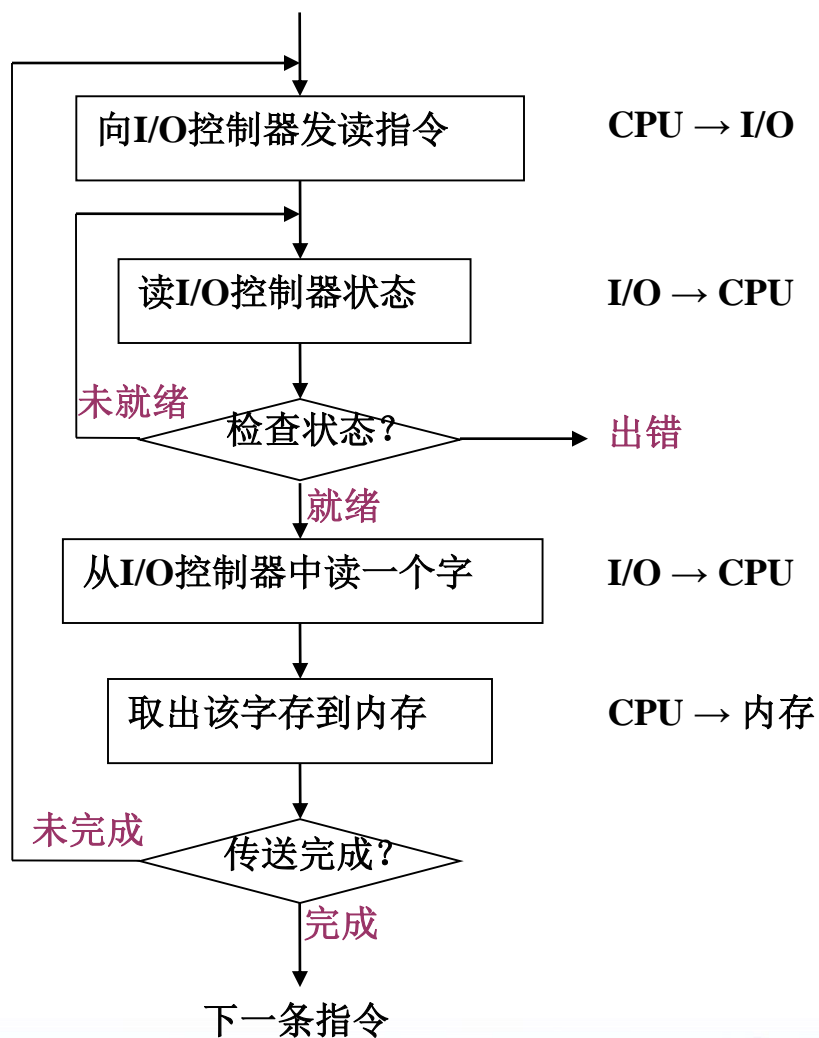 向I/O控制器发读指令
CPU → I/O
读I/O控制器状态
I/O → CPU
未就绪
检查状态?
出错
就绪
从I/O控制器中读一个字
I/O → CPU
取出该字存到内存
CPU → 内存
未完成
传送完成?
完成
下一条指令